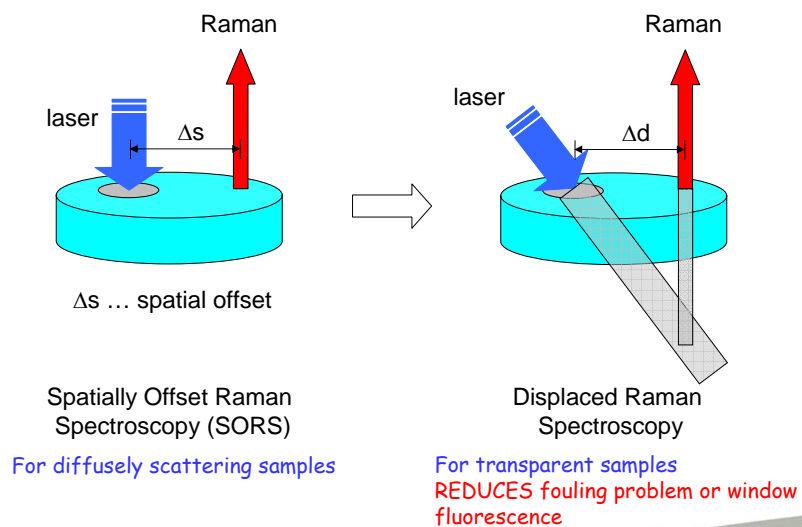 Raman
laser
Δs
Δs … spatial offset
Spatially Offset Raman
Spectroscopy (SORS)
For diffusely scattering samples
Raman
laser
Δd
Displaced Raman
Spectroscopy
For transparent samples
REDUCES fouling problem or window
fluorescence